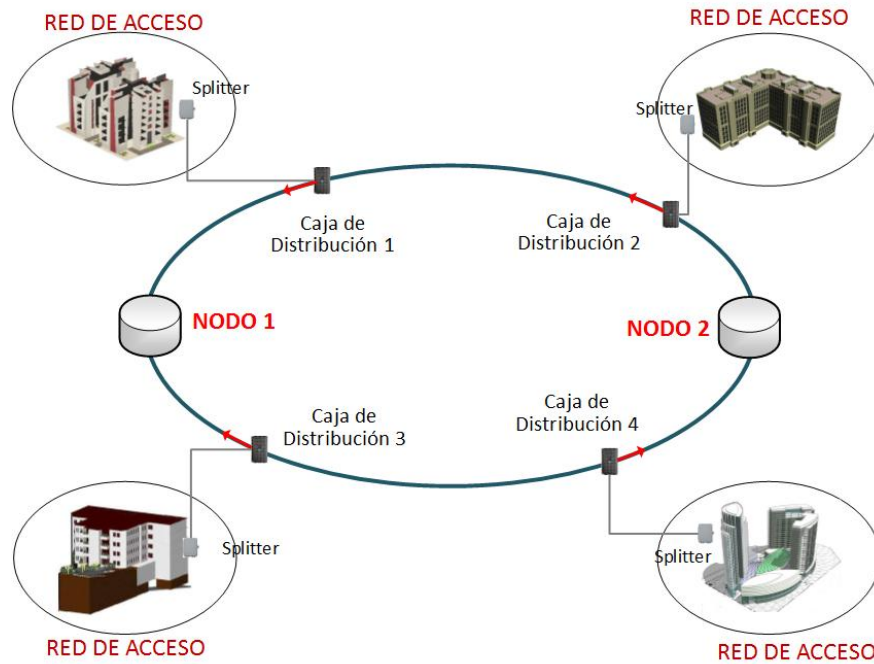 RED DE ACCESO
RED DE ACCESO
Splitter
Splitter
Caja de
Distribución 1
Caja de
Distribución 2
NODO 1
NODO 2
Caja de
Distribución 3
Caja de
Distribución 4
Splitter
Splitter
RED DE ACCESO
RED DE ACCESO